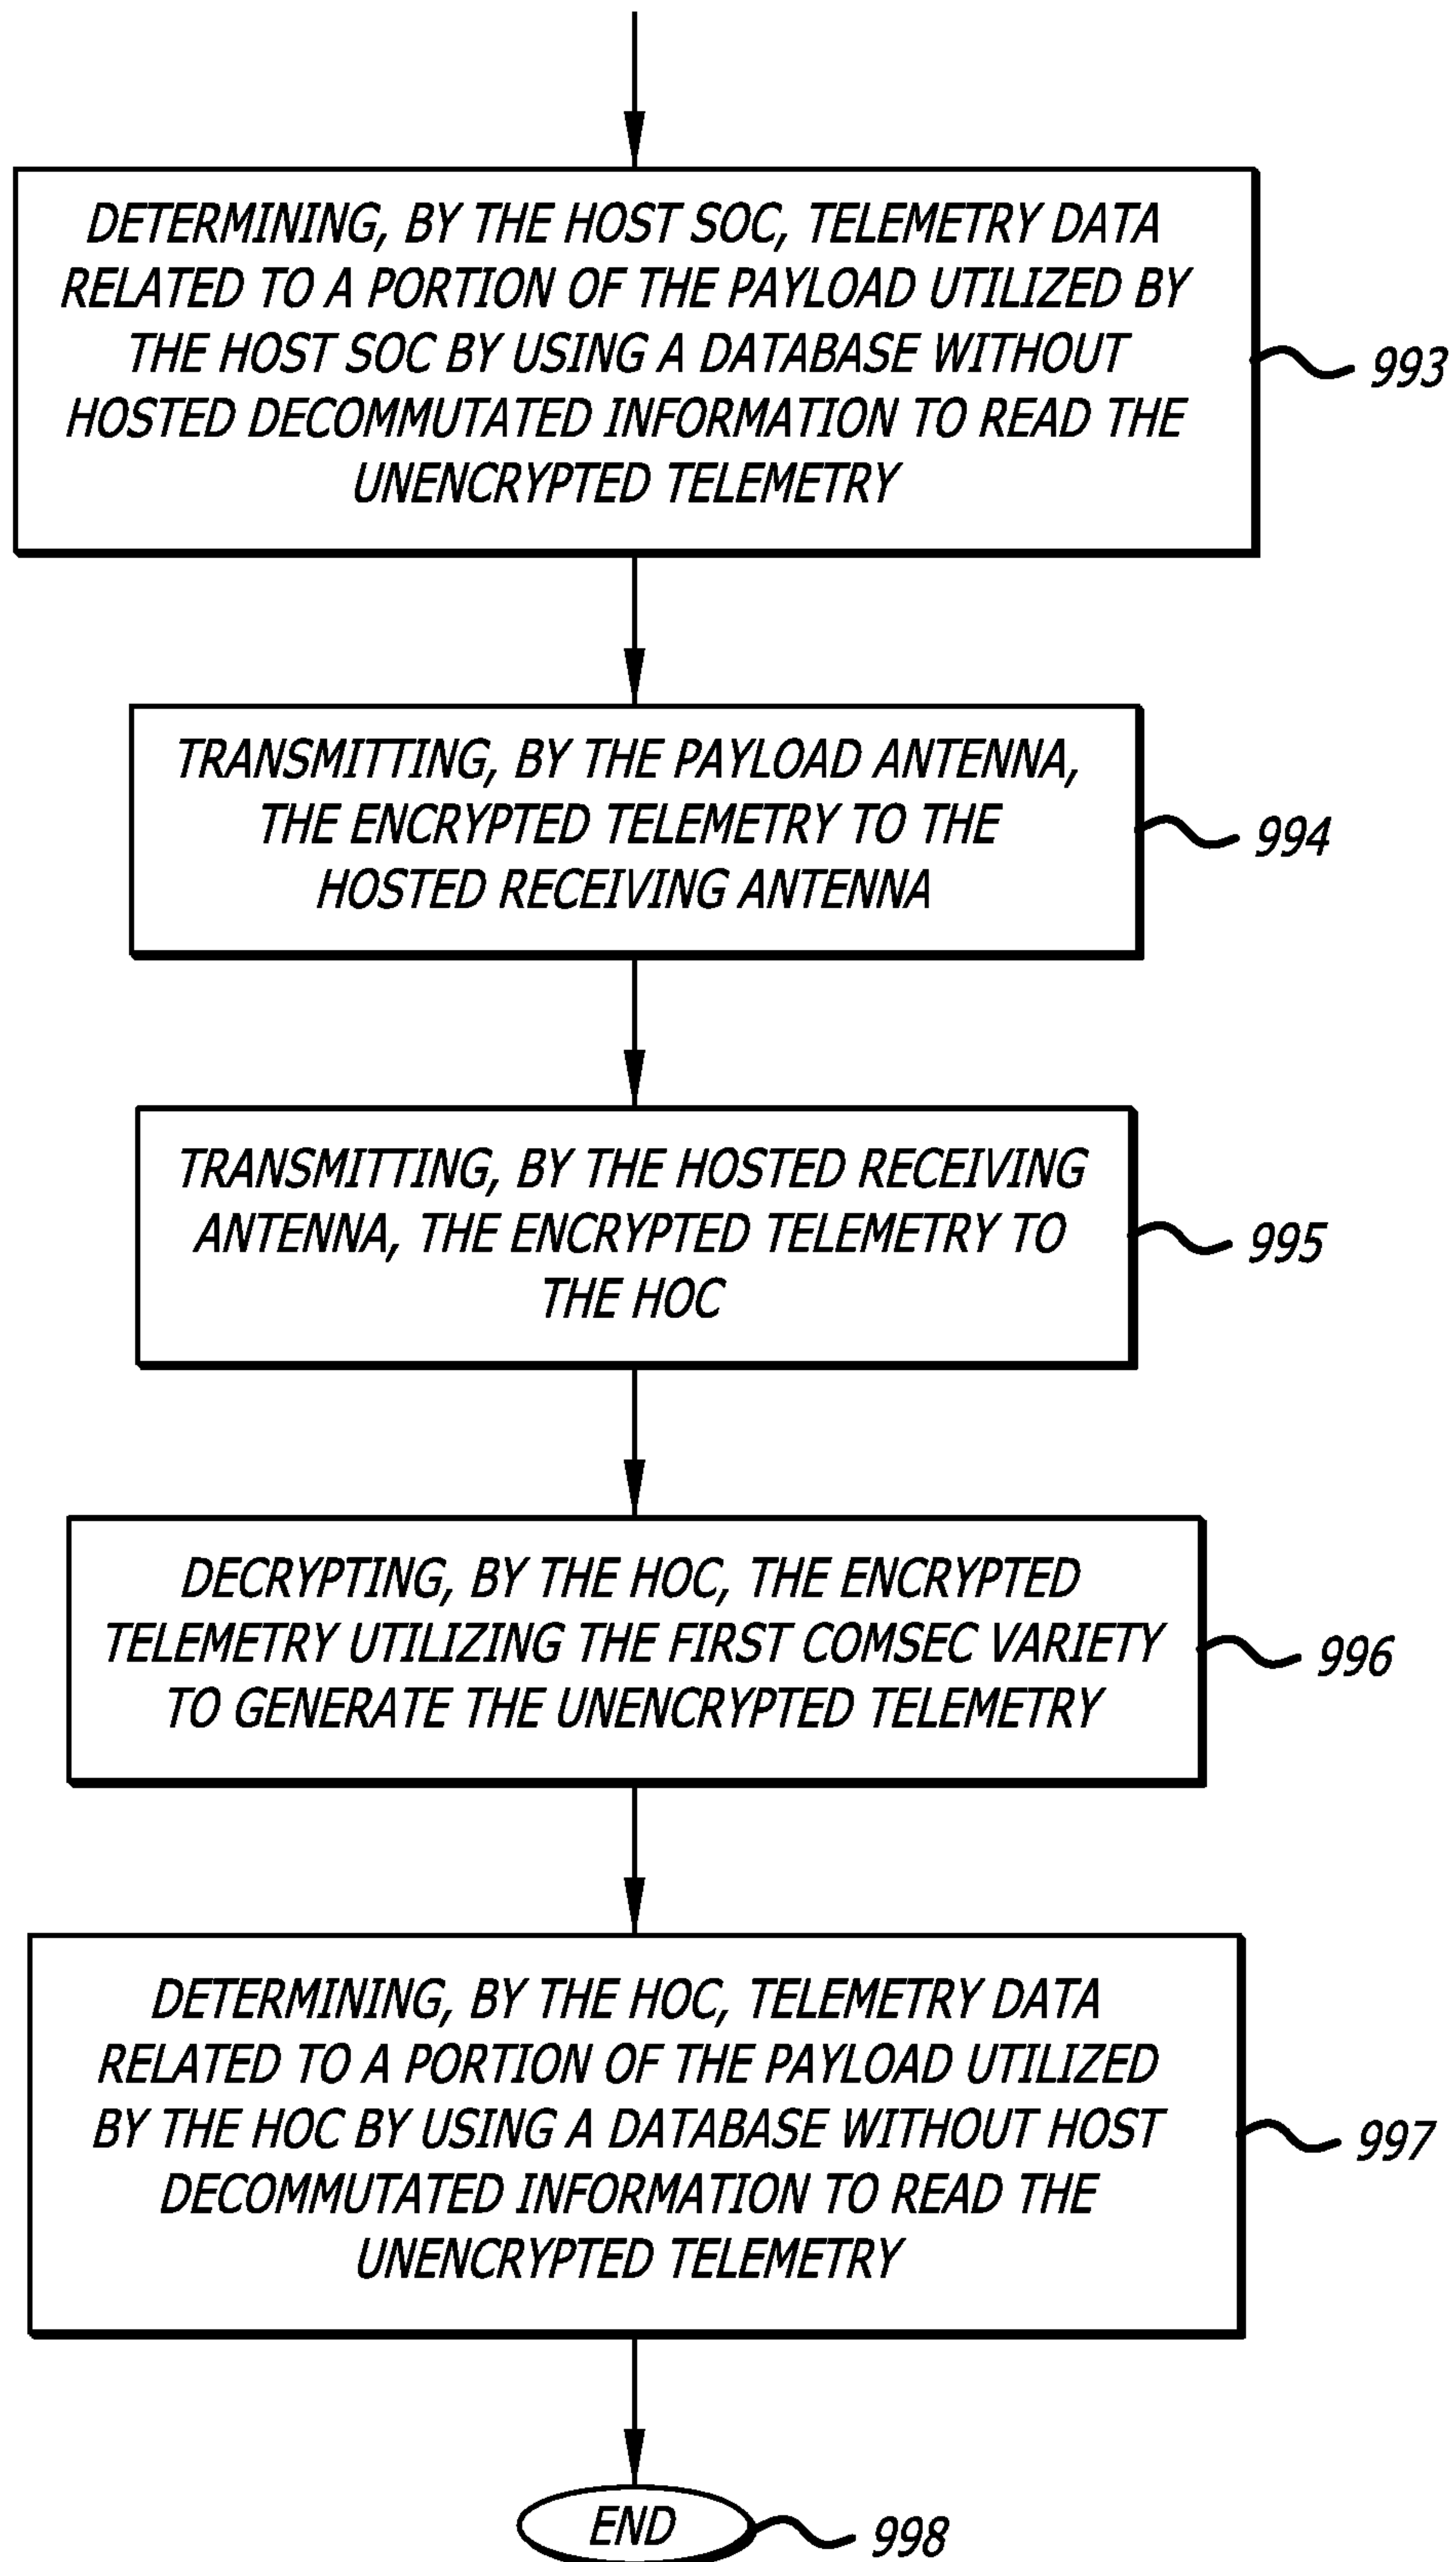 DETERMINING, BY THE HOST SOC, TELEMETRY DATA
RELATED TO A PORTION OF THE PAYLOAD UTILIZED BY
THE HOST SOC BY USING A DATABASE WITHOUT
HOSTED DECOMMUTATED INFORMATION TO READ THE
UNENCRYPTED TELEMETRY
993
TRANSMITTING, BY THE PAYLOAD ANTENNA,
THE ENCRYPTED TELEMETRY TO THE
HOSTED RECEIVING ANTENNA
994
TRANSMITTING, BY THE HOSTED RECEIVING
ANTENNA, THE ENCRYPTED TELEMETRY TO
THE HOC
995
DECRYPTING, BY THE HOC, THE ENCRYPTED
TELEMETRY UTILIZING THE FIRST COMSEC VARIETY
TO GENERATE THE UNENCRYPTED TELEMETRY
996
DETERMINING, BY THE HOC, TELEMETRY DATA
RELATED TO A PORTION OF THE PAYLOAD UTILIZED
BY THE HOC BY USING A DATABASE WITHOUT HOST
DECOMMUTATED INFORMATION TO READ THE
UNENCRYPTED TELEMETRY
997
END
998